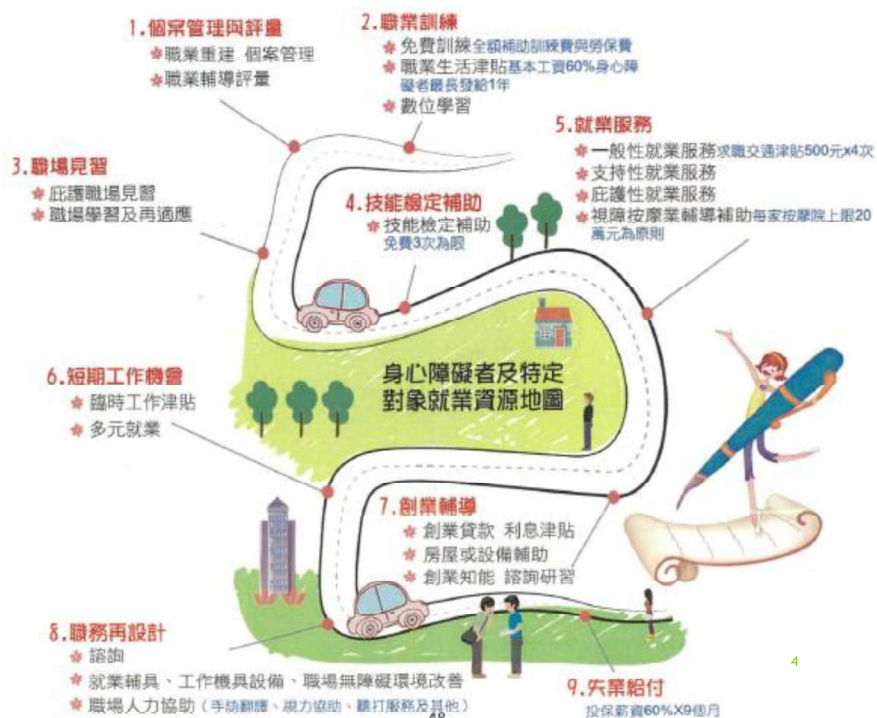 1.個案管理與評量
職業重建 個案管理
職業輔導評量
2.職業訓練
免費訓練全額補助訓練費與勞保費
職業生活津貼基本工資60%身心障
礙者最長發給1年
數位學習
3.職場見習
庇護職場見習
職場學習及再適應
4.技能檢定補助
技能檢定補助
免費3次為限
5.就業服務
一般性就業服務求職交通津貼500元x4次
支持性就業服務
庇護性就業服務
視障按摩業輔導補助每家按摩院上限20
萬元為原則
身心障礙者及特定
對象就業資源地圖
6.短期工作機會
臨時工作津貼
多元就業
7.創業輔導
創業貸款 利息津貼
房屋或設備輔助
創業知能 諮詢研習
8.職務再設計
諮詢
就業輔具、工作機具設備、職場無障礙環境改善
職場人力協助(手語翻譯、視力協助、聽打服務及其他)
9.失業給付
投保薪資60%X9個月
4
48